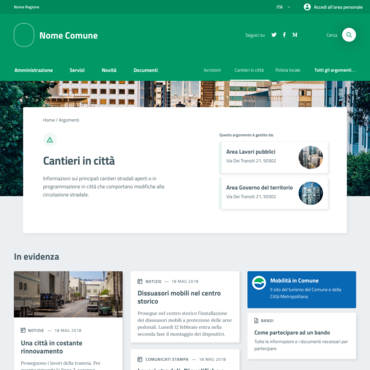 Nome Regione
ITA
Accedi all'area personale
Nome Comune
Seguici su
Cerca
Amministrazione
Servizi
Novità
Documenti
Iscrizioni
Cantieri in città
Polizia locale
Tutti gli argomenti...
Home / Argomenti
Cantieri in città
Informazioni sui principali cantieri stradali aperti o in
programmazione in città che comportano modifiche alla
circolazione stradale.
Questo argomento è gestito da:
Area Lavori pubblici
Via Dei Transiti 21, 50302
Area Governo del territorio
Via Dei Transiti 21, 50302
In evidenza
NOTIZIE — 18 MAG 2018
Una città in costante
rinnovamento
Proseguono i lavori della tramvia. Per
NOTIZIE — 18 MAG 2018
Dissuasori mobili nel centro
storico
Prosegue nel centro storico l'installazione
dei dissuasori mobili a protezione delle aree
pedonali. Lunedì 12 febbraio entra nella
seconda fase il montaggio dei dispositivi.
COMUNICATI STAMPA — 18 MAG 2018
Mobilità in Comune
Il sito del turismo del Comune e della
Città Metropolitana
BANDI
Come partecipare ad un bando
Tutte le informazioni e i documenti necessari per
partecipare.